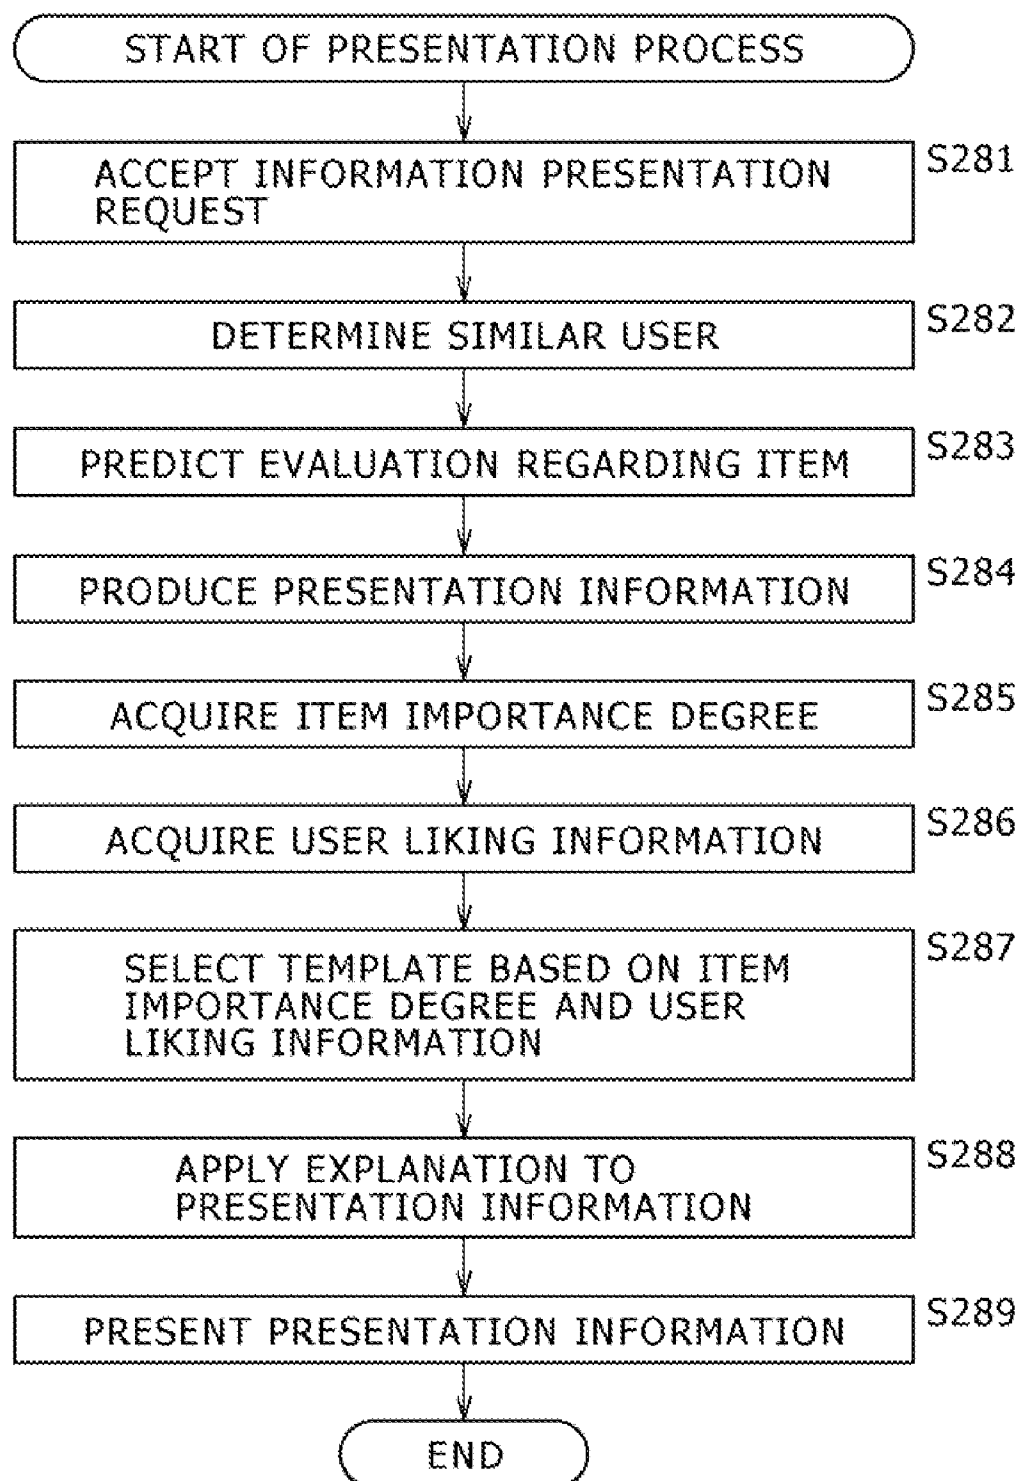 START OF PRESENTATION PROCESS
S281
ACCEPT INFORMATION PRESENTATION
REQUEST
S282
DETERMINE SIMILAR USER
S283
PREDICT EVALUATION REGARDING ITEM
S284
PRODUCE PRESENTATION INFORMATION
S285
ACQUIRE ITEM IMPORTANCE DEGREE
S286
ACQUIRE USER LIKING INFORMATION
S287
SELECT TEMPLATE BASED ON ITEM
IMPORTANCE DEGREE AND USER
LIKING INFORMATION
S288
APPLY EXPLANATION TO
PRESENTATION INFORMATION
S289
PRESENT PRESENTATION INFORMATION
END